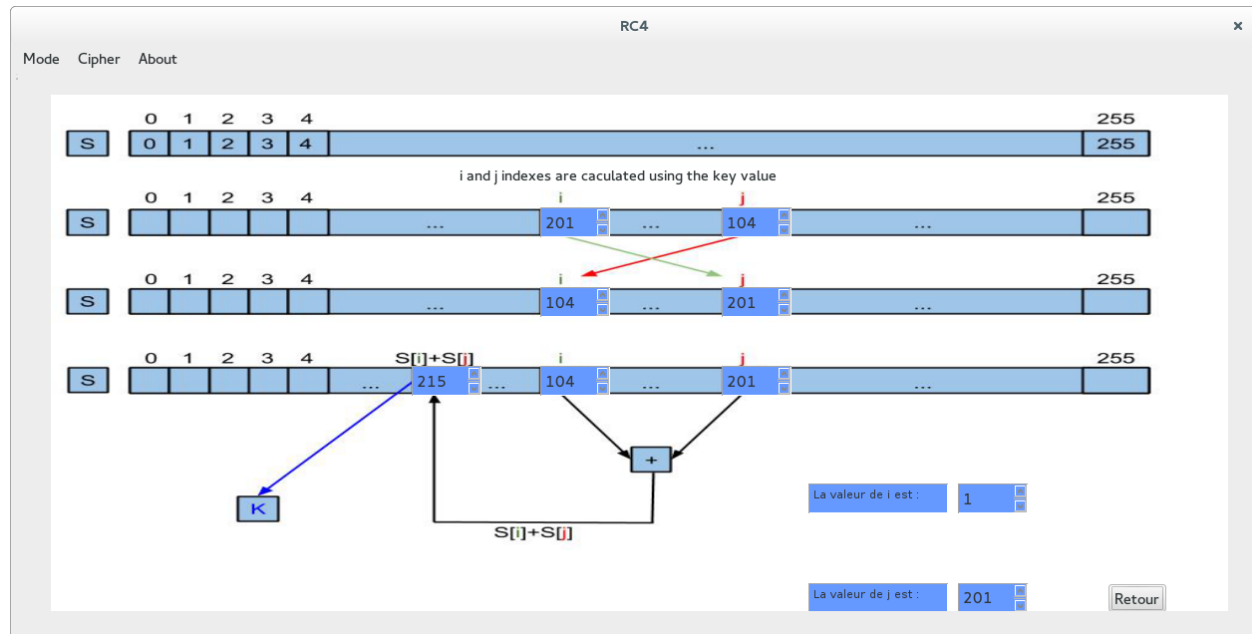 RC4 ×
Mode Cipher About
0 1 2 3 4 255
S 0 1 2 3 4 ... 255
i and j indexes are caculated using the key value
0 1 2 3 4 i j 255
S ... 201 ... 104 ...
0 1 2 3 4 i j 255
S ... 104 ... 201 ...
0 1 2 3 4 S[i]+S[j] i j 255
S ... 215 ... 104 ... 201 ...
+
La valeur de i est : 1
K
S[i]+S[j]
La valeur de j est : 201
Retour